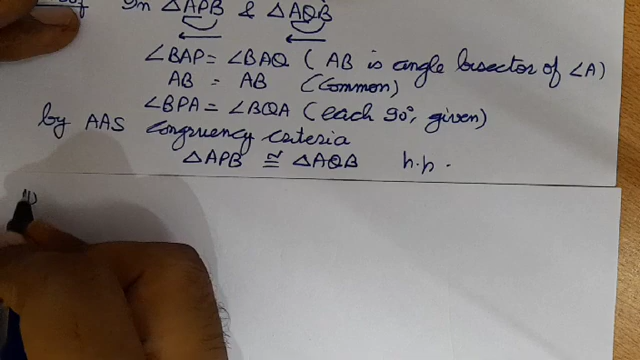 In △APB & △AQB
∠BAP = ∠BAQ ( AB is angle bisector of ∠A)
AB = AB (Common)
∠BPA = ∠BQA (each 90°, given)
by AAS Congruency Criteria
△APB ≅ △AQB h.p.